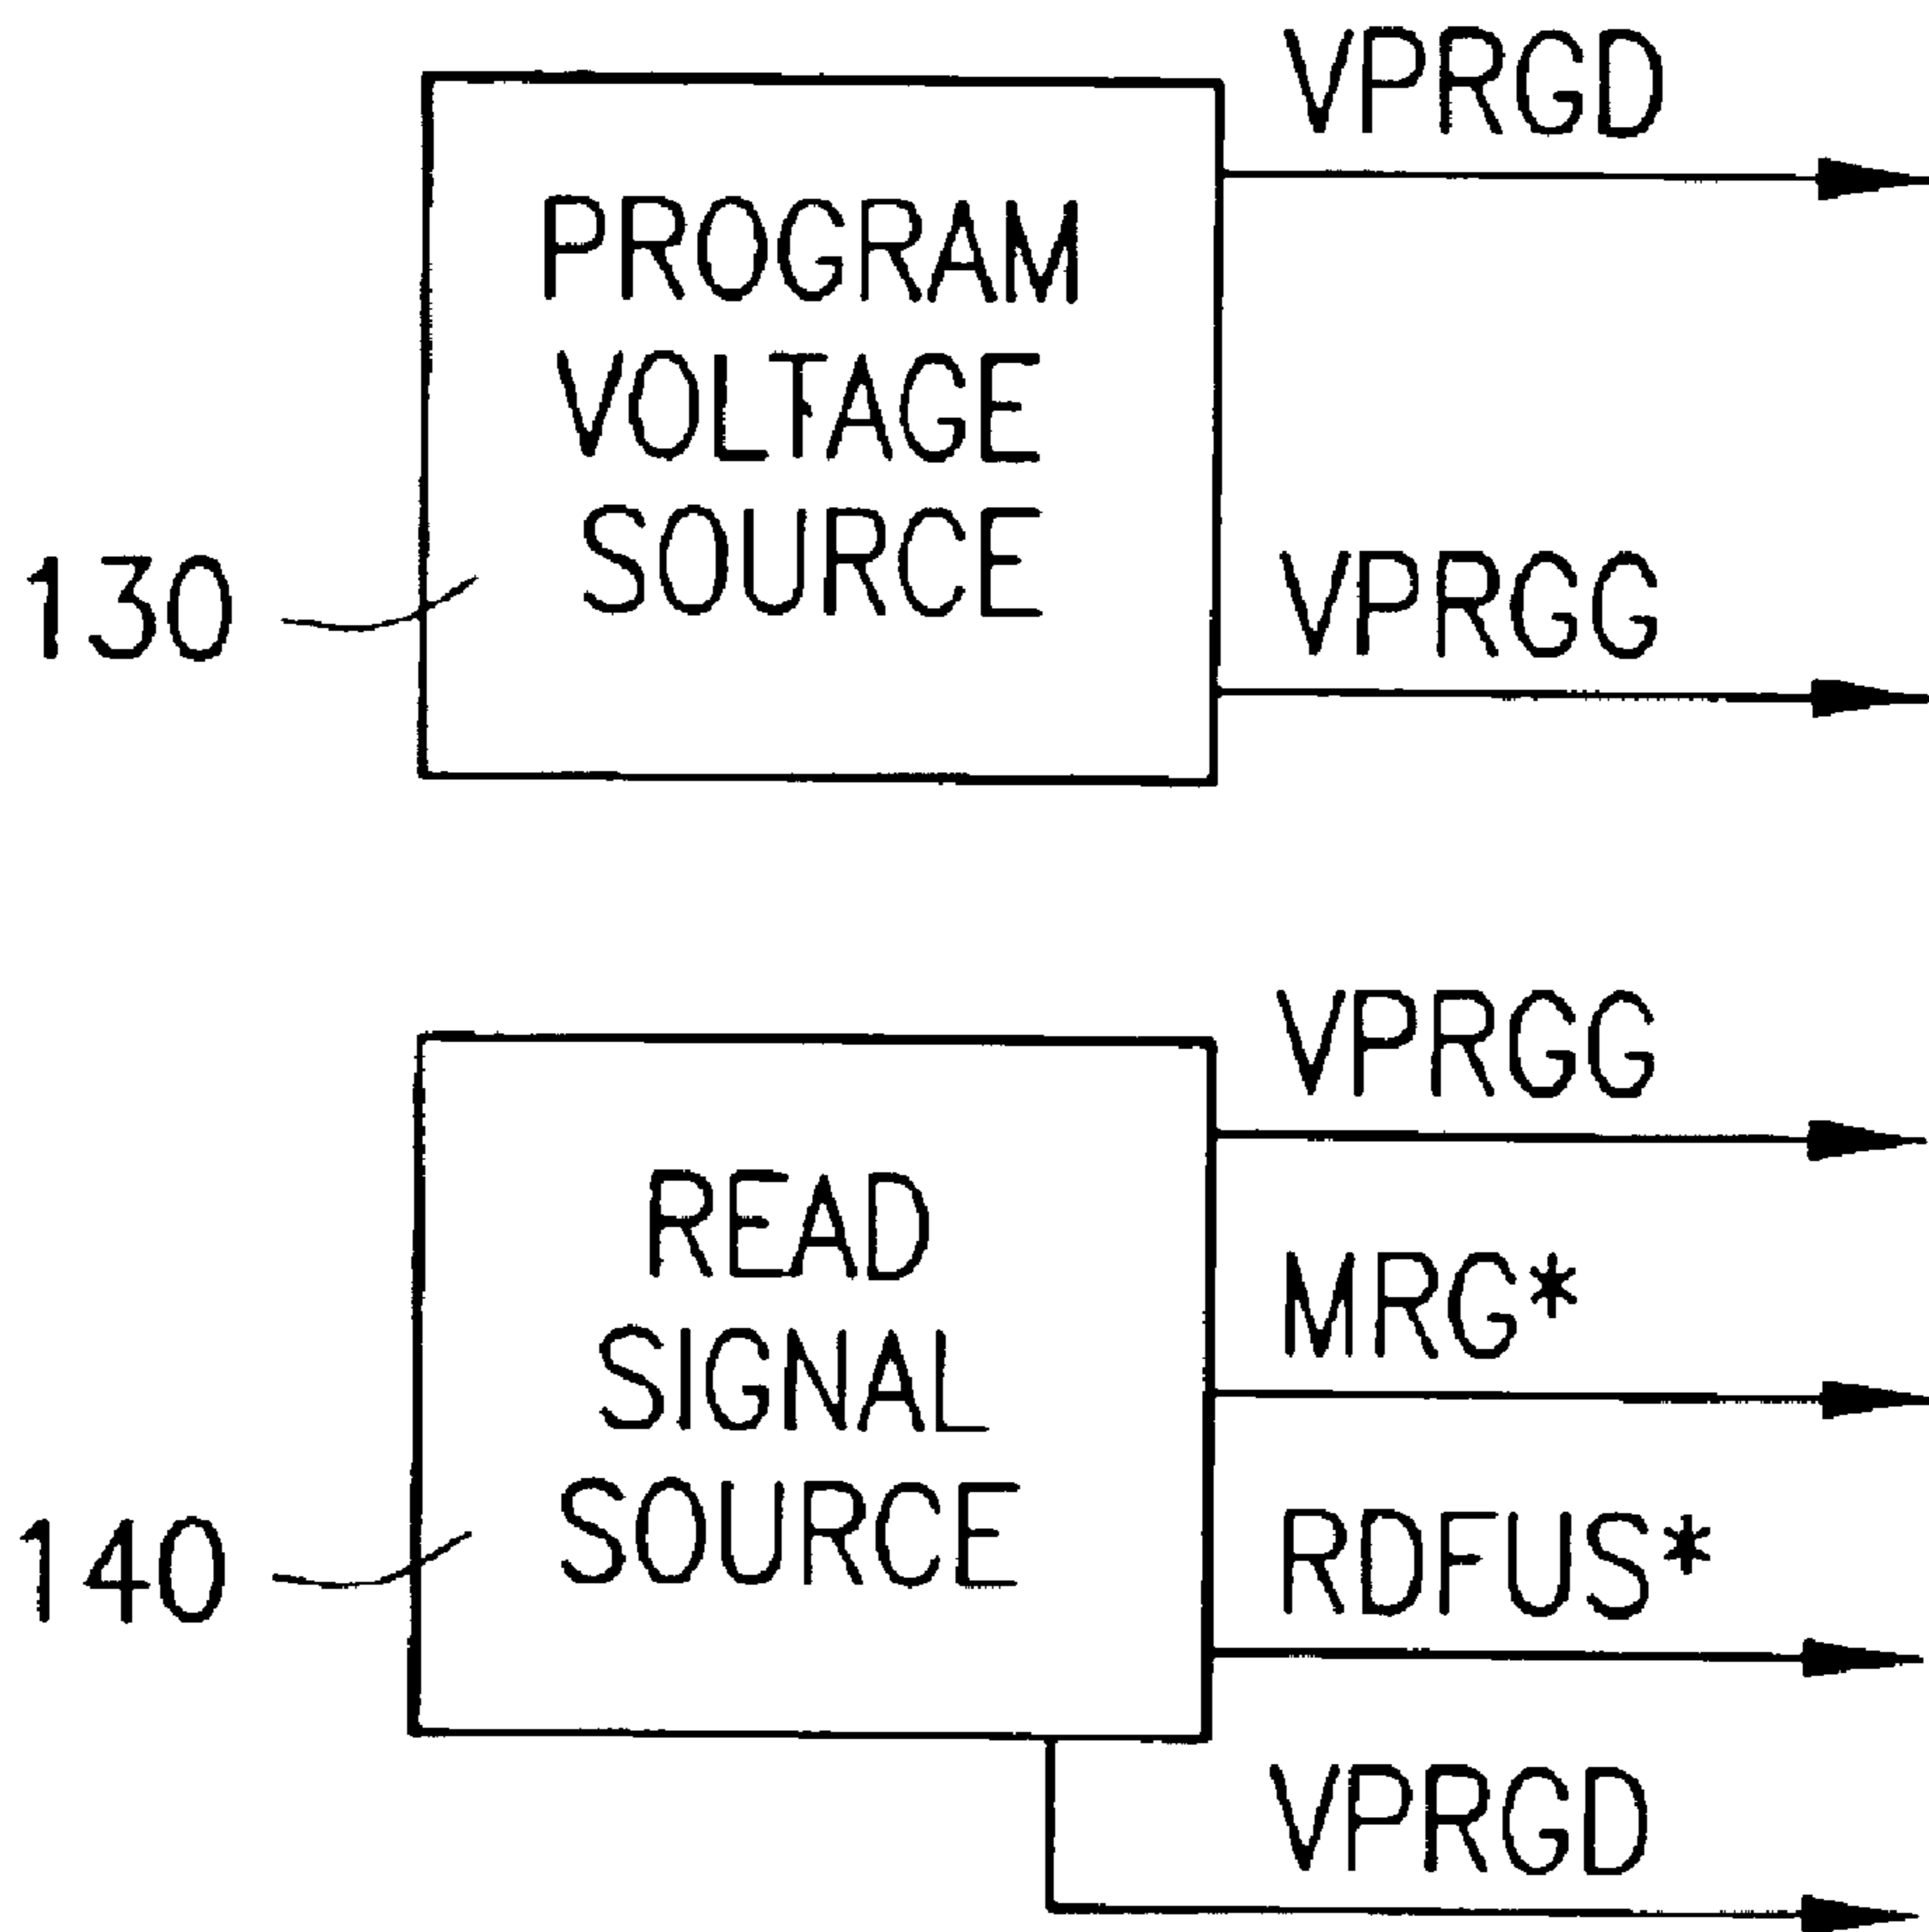 VPRGD
PROGRAM
VOLTAGE
SOURCE
130
VPRGG
VPRGG
READ
SIGNAL
SOURCE
MRG*
140
RDFUS*
VPRGD